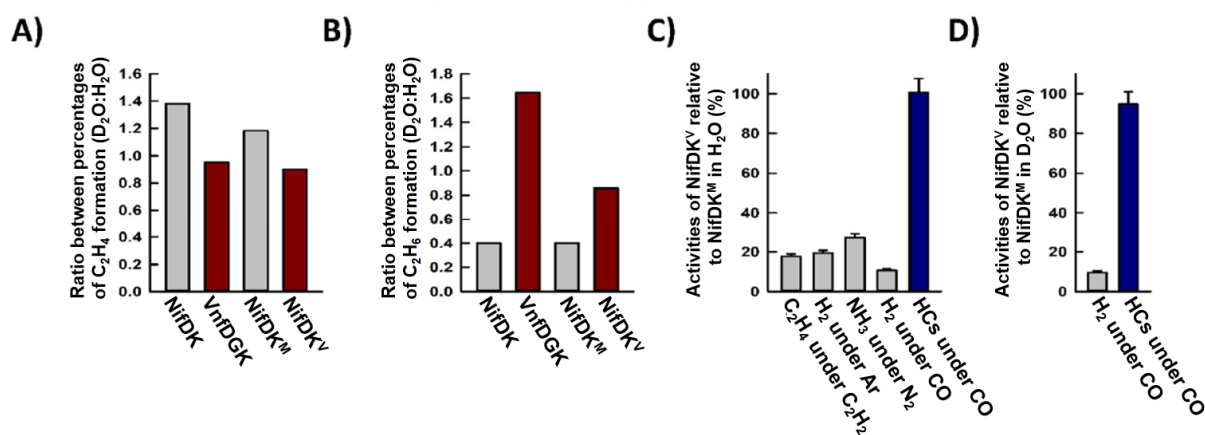 A)
Ratio between percentages
of C₂H₄ formation (D₂O:H₂O)
1.6
1.4
1.2
1.0
0.8
0.6
0.4
0.2
0.0
NifDK
VnfDGK
NifDKᴹ
NifDKⱽ
B)
Ratio between percentages
of C₂H₆ formation (D₂O:H₂O)
1.8
1.6
1.4
1.2
1.0
0.8
0.6
0.4
0.2
0.0
NifDK
VnfDGK
NifDKᴹ
NifDKⱽ
C)
Activities of NifDKⱽ relative
to NifDKᴹ in H₂O (%)
100
80
60
40
20
0
C₂H₄ under C₂H₂
H₂ under Ar
NH₃ under N₂
H₂ under CO
HCs under CO
D)
Activities of NifDKⱽ relative
to NifDKᴹ in D₂O (%)
100
80
60
40
20
0
H₂ under CO
HCs under CO